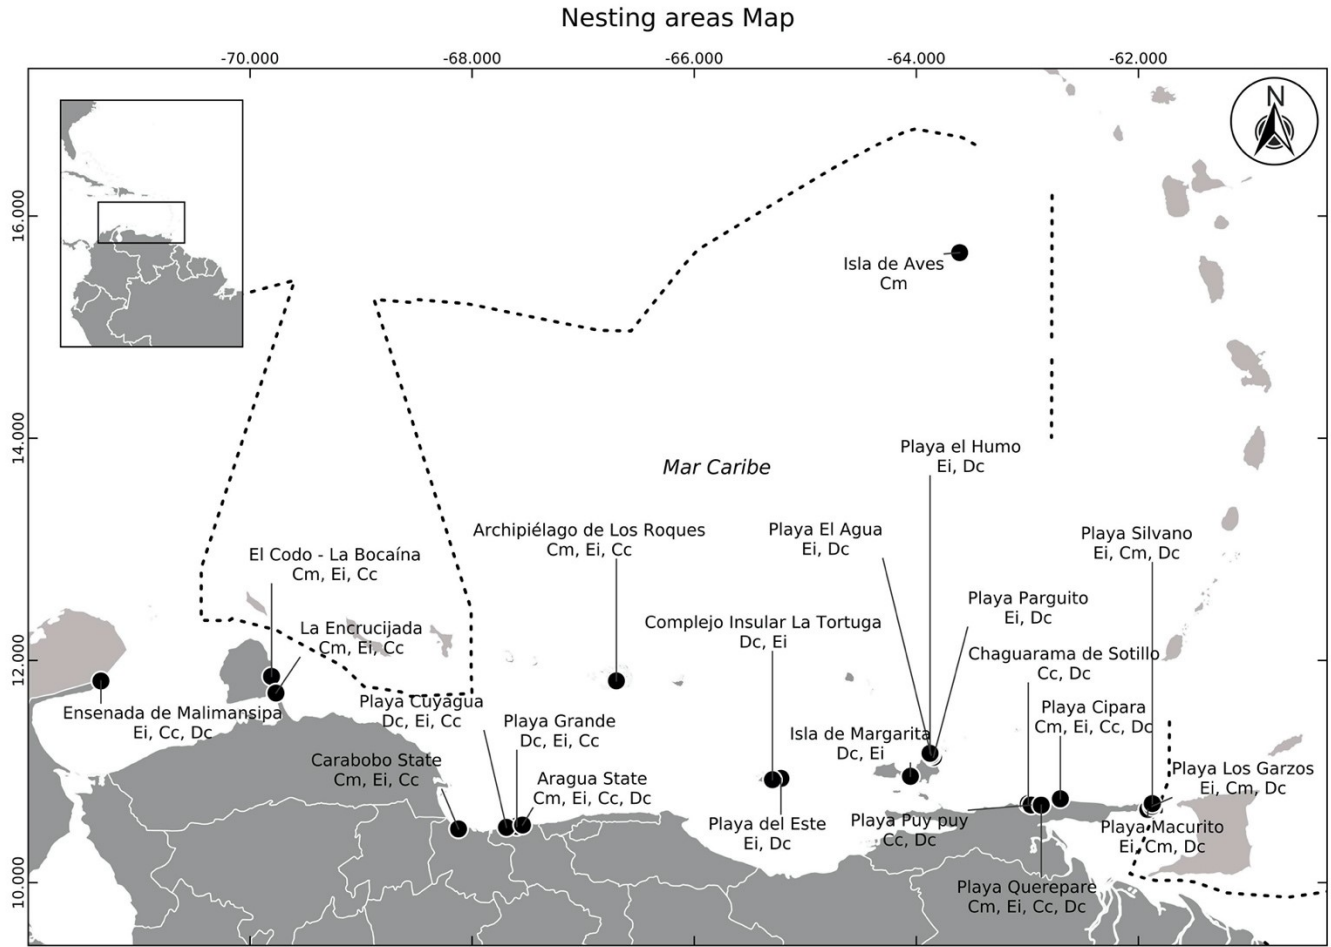 Nesting areas Map
-70.000
-68.000
-66.000
-64.000
-62.000
N
16.000
14.000
12.000
10.000
Isla de Aves
Cm
Mar Caribe
Playa el Humo
Ei, Dc
Archipiélago de Los Roques
Cm, Ei, Cc
Playa El Agua
Ei, Dc
Playa Silvano
Ei, Cm, Dc
El Codo - La Bocaína
Cm, Ei, Cc
Playa Parguito
Ei, Dc
La Encrucijada
Cm, Ei, Cc
Complejo Insular La Tortuga
Dc, Ei
Chaguarama de Sotillo
Cc, Dc
Ensenada de Malimansipa
Ei, Cc, Dc
Playa Cuyagua
Dc, Ei, Cc
Playa Grande
Dc, Ei, Cc
Isla de Margarita
Dc, Ei
Playa Cipara
Cm, Ei, Cc, Dc
Carabobo State
Cm, Ei, Cc
Aragua State
Cm, Ei, Cc, Dc
Playa Los Garzos
Ei, Cm, Dc
Playa del Este
Ei, Dc
Playa Puy puy
Cc, Dc
Playa Macurito
Ei, Cm, Dc
Playa Querepare
Cm, Ei, Cc, Dc